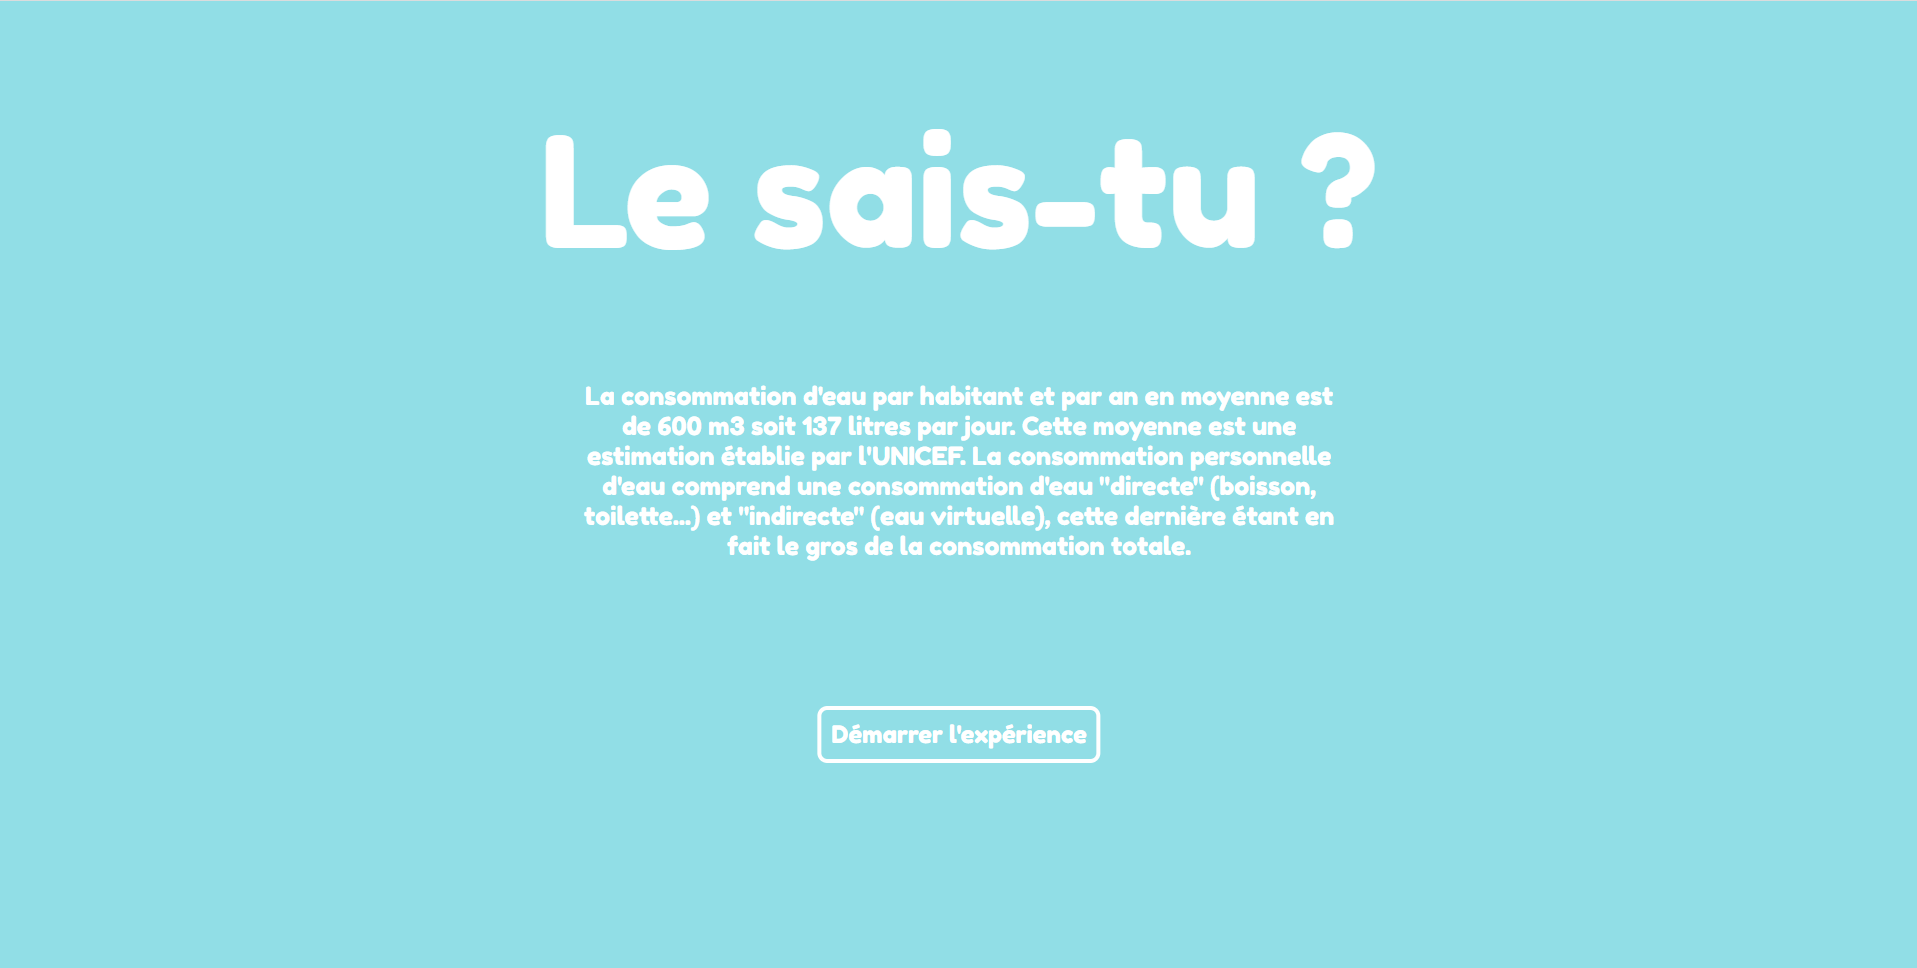 Le sais-tu ?
La consommation d'eau par habitant et par an en moyenne est
de 600 m3 soit 137 litres par jour. Cette moyenne est une
estimation établie par l'UNICEF. La consommation personnelle
d'eau comprend une consommation d'eau "directe" (boisson,
toilette...) et "indirecte" (eau virtuelle), cette dernière étant en
fait le gros de la consommation totale.
Démarrer l'expérience